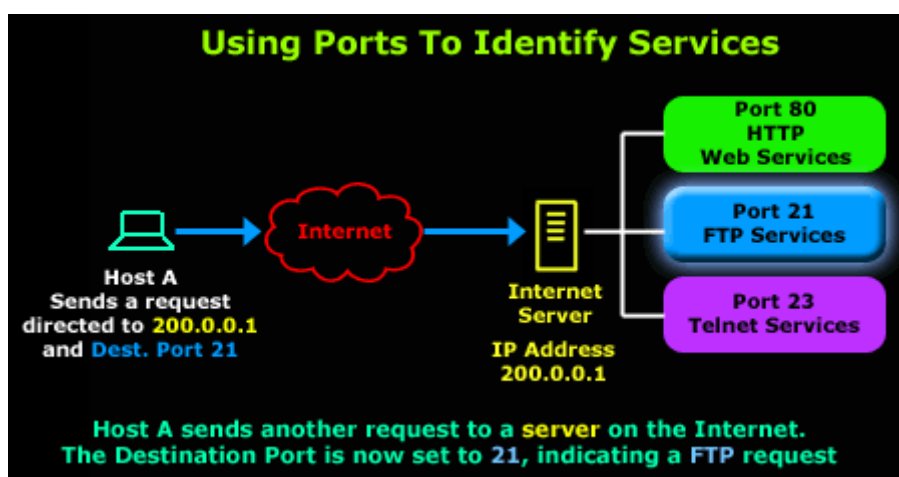 Using Ports To Identify Services
Port 80
HTTP
Web Services
Port 21
FTP Services
Port 23
Telnet Services
Internet
Host A
Sends a request
directed to 200.0.0.1
and Dest. Port 21
Internet
Server
IP Address
200.0.0.1
Host A sends another request to a server on the Internet.
The Destination Port is now set to 21, indicating a FTP request